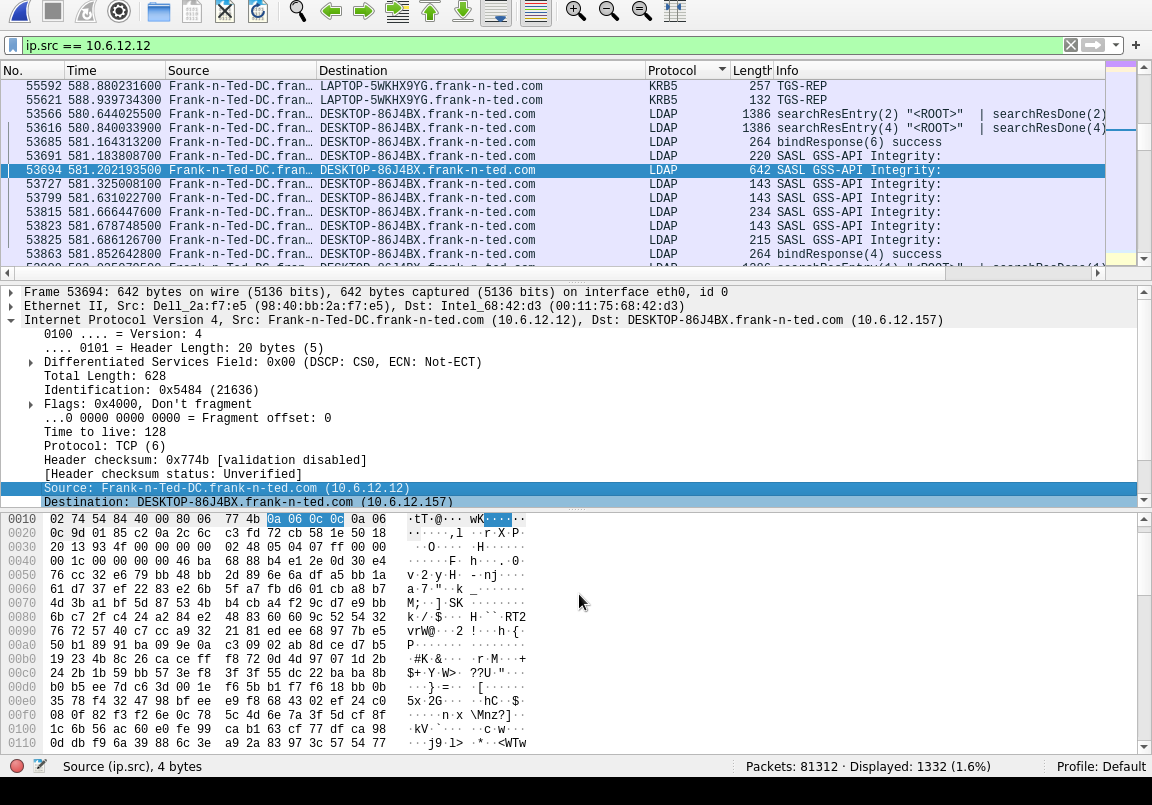 ip.src == 10.6.12.12
No. Time Source Destination Protocol Length Info
55592 588.880231600 Frank-n-Ted-DC.fran… LAPTOP-5WKHX9YG.frank-n-ted.com KRB5 257 TGS-REP
55621 588.939734300 Frank-n-Ted-DC.fran… LAPTOP-5WKHX9YG.frank-n-ted.com KRB5 132 TGS-REP
53566 580.644025500 Frank-n-Ted-DC.fran… DESKTOP-86J4BX.frank-n-ted.com LDAP 1386 searchResEntry(2) "<ROOT>" | searchResDone(2)
53616 580.840033900 Frank-n-Ted-DC.fran… DESKTOP-86J4BX.frank-n-ted.com LDAP 1386 searchResEntry(4) "<ROOT>" | searchResDone(4)
53685 581.164313200 Frank-n-Ted-DC.fran… DESKTOP-86J4BX.frank-n-ted.com LDAP 264 bindResponse(6) success
53691 581.183808700 Frank-n-Ted-DC.fran… DESKTOP-86J4BX.frank-n-ted.com LDAP 220 SASL GSS-API Integrity:
53694 581.202193500 Frank-n-Ted-DC.fran… DESKTOP-86J4BX.frank-n-ted.com LDAP 642 SASL GSS-API Integrity:
53727 581.325008100 Frank-n-Ted-DC.fran… DESKTOP-86J4BX.frank-n-ted.com LDAP 143 SASL GSS-API Integrity:
53799 581.631022700 Frank-n-Ted-DC.fran… DESKTOP-86J4BX.frank-n-ted.com LDAP 143 SASL GSS-API Integrity:
53815 581.666447600 Frank-n-Ted-DC.fran… DESKTOP-86J4BX.frank-n-ted.com LDAP 234 SASL GSS-API Integrity:
53823 581.678748500 Frank-n-Ted-DC.fran… DESKTOP-86J4BX.frank-n-ted.com LDAP 143 SASL GSS-API Integrity:
53825 581.686126700 Frank-n-Ted-DC.fran… DESKTOP-86J4BX.frank-n-ted.com LDAP 215 SASL GSS-API Integrity:
53863 581.852642800 Frank-n-Ted-DC.fran… DESKTOP-86J4BX.frank-n-ted.com LDAP 264 bindResponse(4) success
Frame 53694: 642 bytes on wire (5136 bits), 642 bytes captured (5136 bits) on interface eth0, id 0
Ethernet II, Src: Dell_2a:f7:e5 (98:40:bb:2a:f7:e5), Dst: Intel_68:42:d3 (00:11:75:68:42:d3)
Internet Protocol Version 4, Src: Frank-n-Ted-DC.frank-n-ted.com (10.6.12.12), Dst: DESKTOP-86J4BX.frank-n-ted.com (10.6.12.157)
0100 .... = Version: 4
.... 0101 = Header Length: 20 bytes (5)
Differentiated Services Field: 0x00 (DSCP: CS0, ECN: Not-ECT)
Total Length: 628
Identification: 0x5484 (21636)
Flags: 0x4000, Don't fragment
...0 0000 0000 0000 = Fragment offset: 0
Time to live: 128
Protocol: TCP (6)
Header checksum: 0x774b [validation disabled]
[Header checksum status: Unverified]
Source: Frank-n-Ted-DC.frank-n-ted.com (10.6.12.12)
Destination: DESKTOP-86J4BX.frank-n-ted.com (10.6.12.157)
0010 02 74 54 84 40 00 80 06 77 4b 0a 06 0c 0c 0a 06 ·tT·@··· wK······
0020 0c 9d 01 85 c2 0a 2c 6c c3 fd 72 cb 58 1e 50 18 ······,l ··r·X·P·
0030 20 13 93 4f 00 00 00 00 02 48 05 04 07 ff 00 00 ··O···· ·H······
0040 00 1c 00 00 00 00 46 ba 68 88 b4 e1 2e 0d 30 e4 ······F· h···.·0·
0050 76 cc 32 e6 79 bb 48 bb 2d 89 6e 6a df a5 bb 1a v·2·y·H· -·nj····
0060 61 d7 37 ef 22 83 e2 6b 5f a7 fb d6 01 cb a8 b7 a·7·"··k _·······
0070 4d 3b a1 bf 5d 87 53 4b b4 cb a4 f2 9c d7 e9 bb M;··]·SK ········
0080 6b c7 2f c4 24 a2 84 e2 48 83 60 60 9c 52 54 32 k·/·$··· H·``·RT2
0090 76 72 57 40 c7 cc a9 32 21 81 ed ee 68 97 7b e5 vrW@···2 !···h·{·
00a0 50 b1 89 91 ba 09 9e 0a c3 09 02 ab 8d ce d7 b5 P······· ········
00b0 19 23 4b 8c 26 ca ce ff f8 72 0d 4d 97 07 1d 2b ·#K·&··· ·r·M···+
00c0 24 2b 1b 59 bb 57 3e f8 3f 3f 55 dc 22 ba ba 8b $+·Y·W>· ??U·"···
00d0 b0 b5 ee 7d c6 3d 00 1e f6 5b b1 f7 f6 18 bb 0b ···}·=·· ·[······
00e0 35 78 f4 32 47 98 bf ee e9 f8 68 43 02 ef 24 c0 5x·2G··· ··hC··$·
00f0 08 0f 82 f3 f2 6e 0c 78 5c 4d 6e 7a 3f 5d cf 8f ·····n·x \Mnz?]··
0100 1c 6b 56 ac 60 e0 fe 99 ca b1 63 cf 77 df ca 98 ·kV·`··· ··c·w···
0110 0d db f9 6a 39 88 6c 3e a9 2a 83 97 3c 57 54 77 ···j9·l> ·*··<WTw
Source (ip.src), 4 bytes Packets: 81312 · Displayed: 1332 (1.6%) Profile: Default